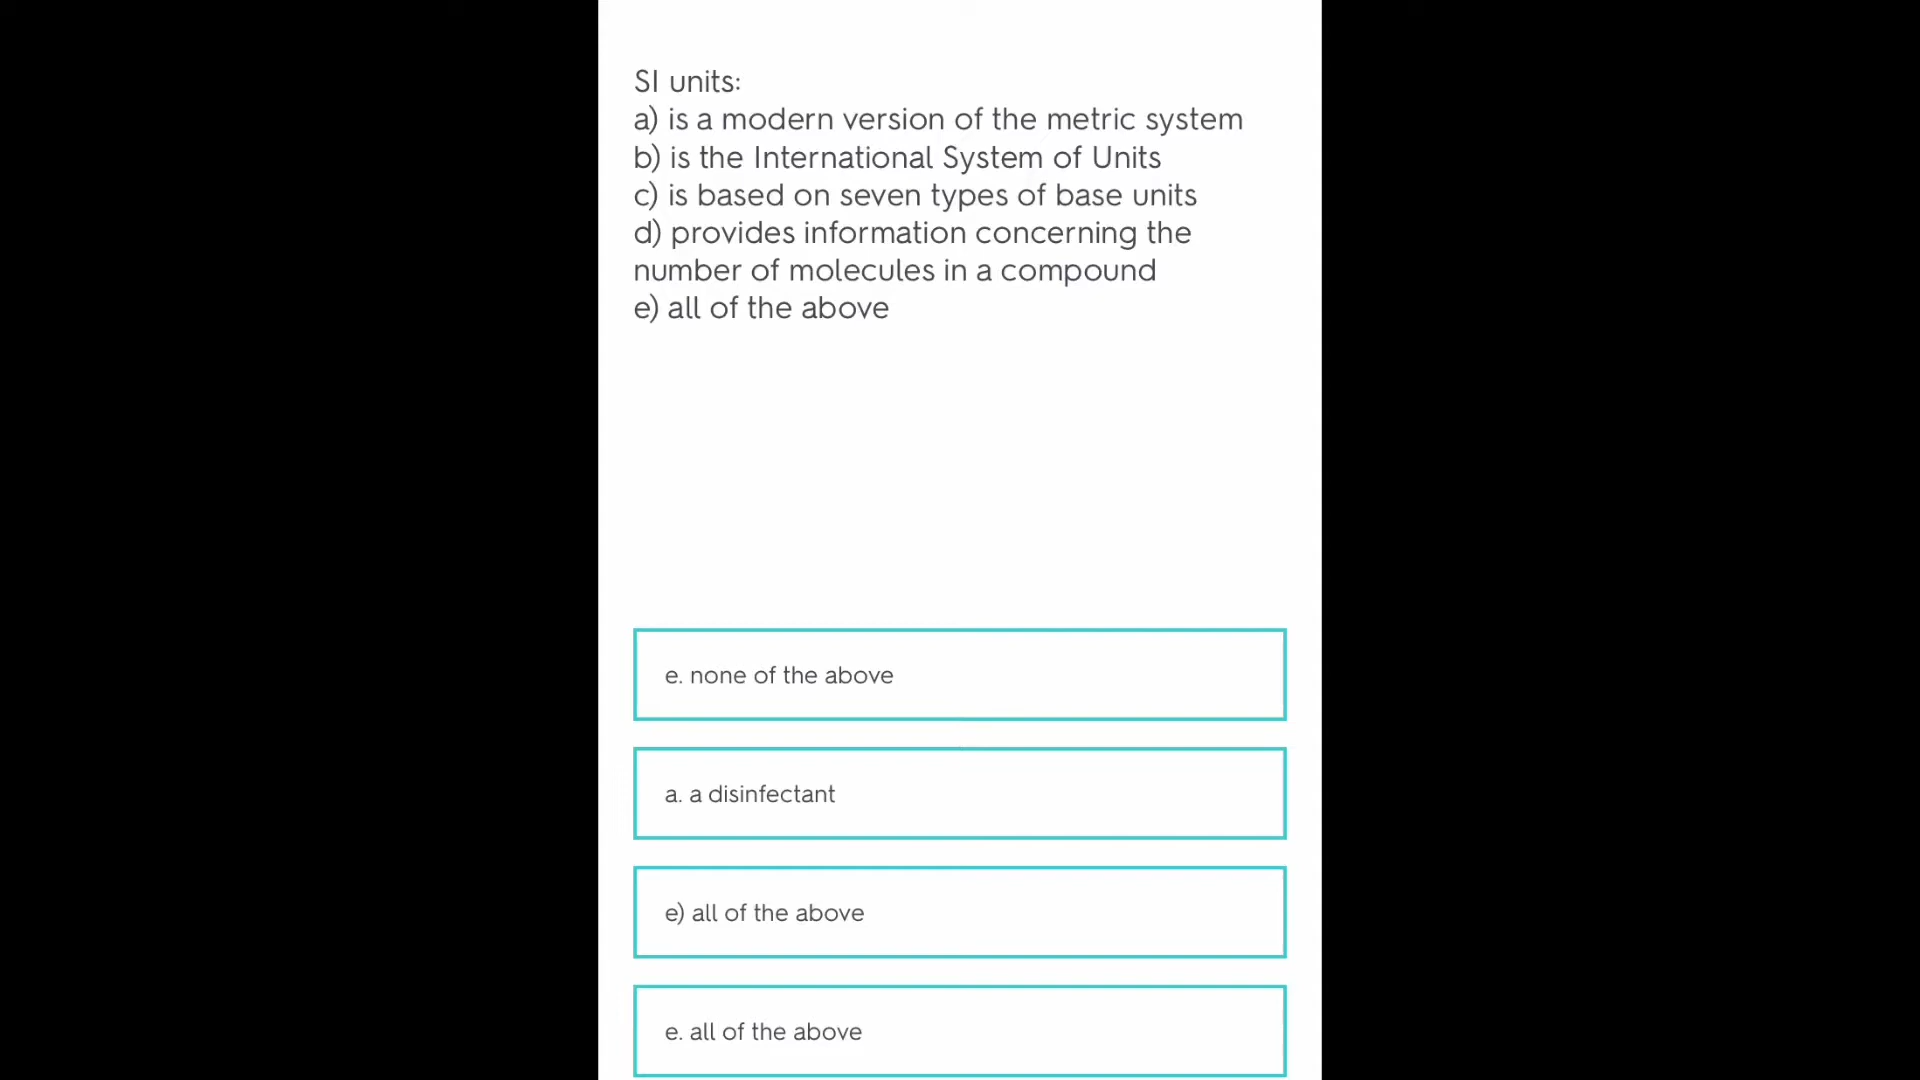 SI units:
a) is a modern version of the metric system
b) is the International System of Units
c) is based on seven types of base units
d) provides information concerning the
number of molecules in a compound
e) all of the above
e. none of the above
a. a disinfectant
e) all of the above
e. all of the above